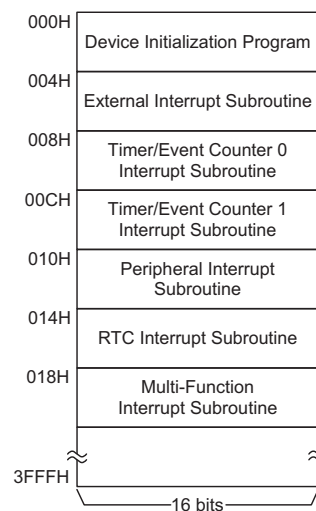 000H
Device Initialization Program
004H
External Interrupt Subroutine
008H
Timer/Event Counter 0
Interrupt Subroutine
00CH
Timer/Event Counter 1
Interrupt Subroutine
010H
Peripheral Interrupt
Subroutine
014H
RTC Interrupt Subroutine
018H
Multi-Function
Interrupt Subroutine
3FFFH
16 bits